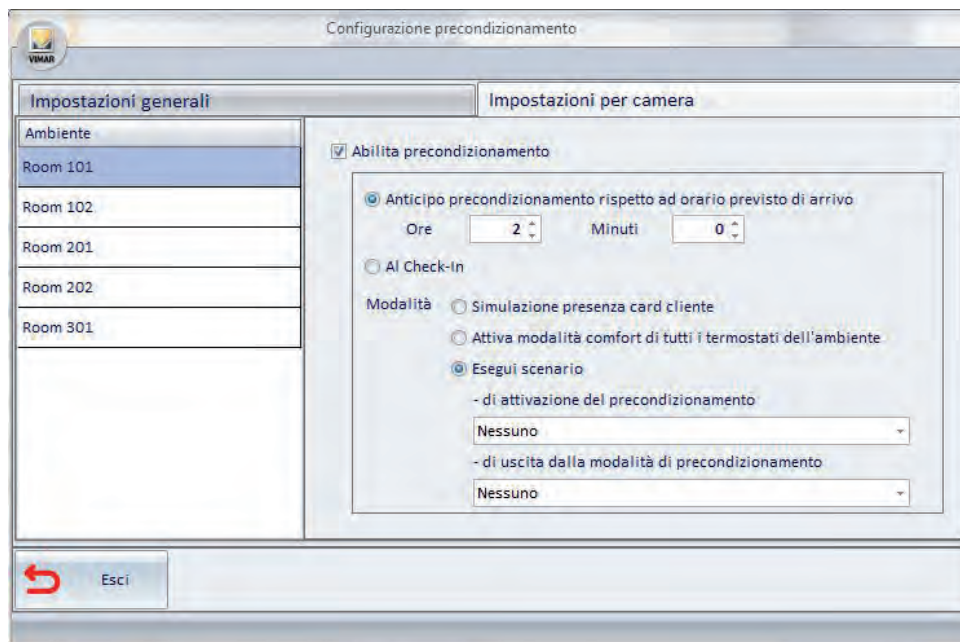 Configurazione precondizionamento
VIMAR
Impostazioni generali
Impostazioni per camera
Ambiente
Room 101
Room 102
Room 201
Room 202
Room 301
Abilita precondizionamento
Anticipo precondizionamento rispetto ad orario previsto di arrivo
Ore 2 Minuti 0
Al Check-In
Modalità Simulazione presenza card cliente
Attiva modalità comfort di tutti i termostati dell'ambiente
Esegui scenario
- di attivazione del precondizionamento
Nessuno
- di uscita dalla modalità di precondizionamento
Nessuno
Esci